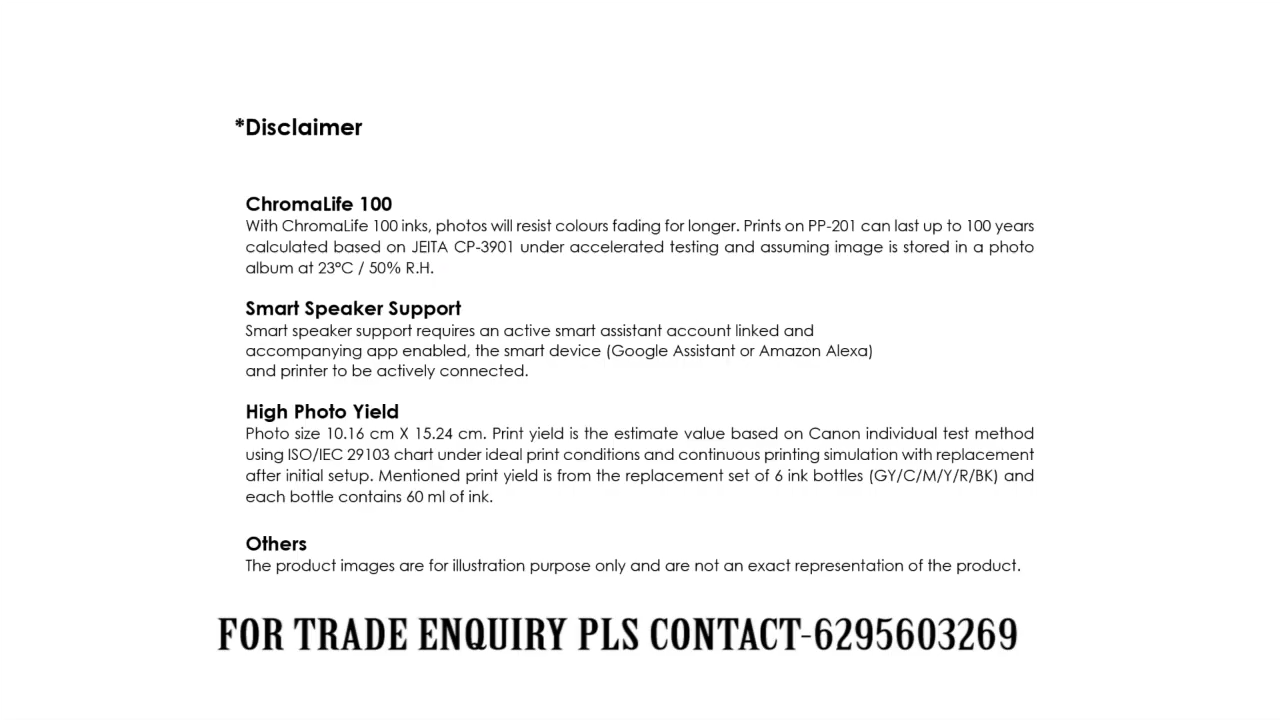 *Disclaimer
ChromaLife 100
With ChromaLife 100 inks, photos will resist colours fading for longer. Prints on PP-201 can last up to 100 years
calculated based on JEITA CP-3901 under accelerated testing and assuming image is stored in a photo
album at 23°C / 50% R.H.
Smart Speaker Support
Smart speaker support requires an active smart assistant account linked and
accompanying app enabled, the smart device (Google Assistant or Amazon Alexa)
and printer to be actively connected.
High Photo Yield
Photo size 10.16 cm X 15.24 cm. Print yield is the estimate value based on Canon individual test method
using ISO/IEC 29103 chart under ideal print conditions and continuous printing simulation with replacement
after initial setup. Mentioned print yield is from the replacement set of 6 ink bottles (GY/C/M/Y/R/BK) and
each bottle contains 60 ml of ink.
Others
The product images are for illustration purpose only and are not an exact representation of the product.
FOR TRADE ENQUIRY PLS CONTACT-6295603269